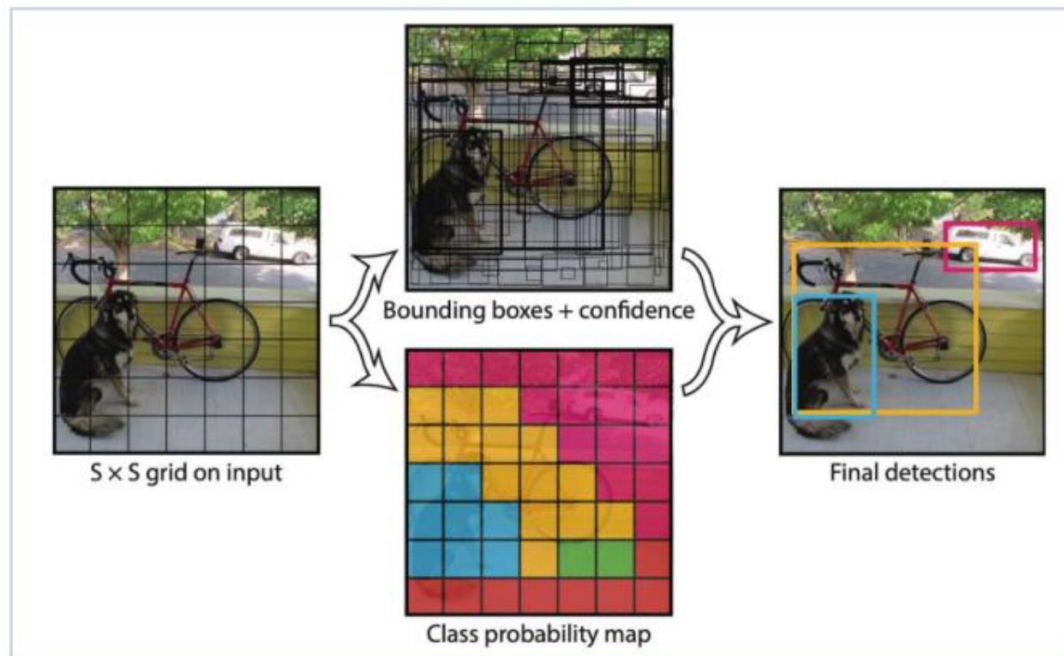 Bounding boxes + confidence
S × S grid on input
Final detections
Class probability map